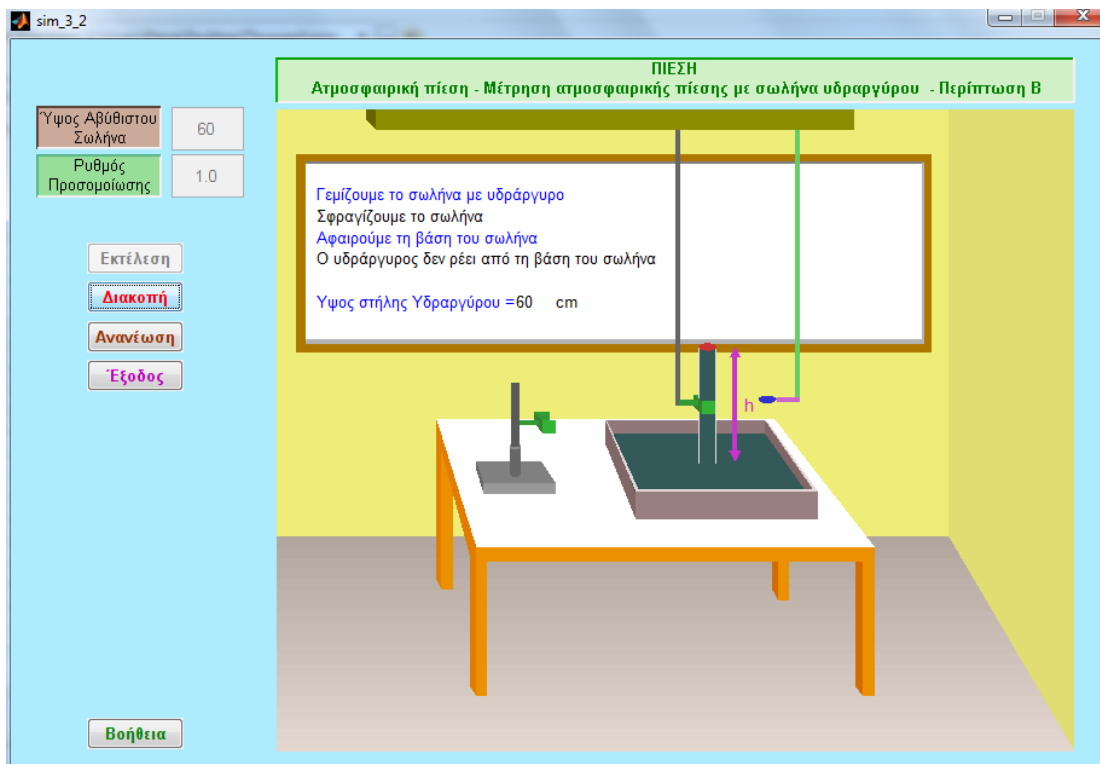 sim_3_2
ΠΙΕΣΗ
Ατμοσφαιρική πίεση - Μέτρηση ατμοσφαιρικής πίεσης με σωλήνα υδραργύρου - Περίπτωση Β
Ύψος Αβύθιστου
Σωλήνα
60
Ρυθμός
Προσομοίωσης
1.0
Γεμίζουμε το σωλήνα με υδράργυρο
Σφραγίζουμε το σωλήνα
Αφαιρούμε τη βάση του σωλήνα
Ο υδράργυρος δεν ρέει από τη βάση του σωλήνα
Υψος στήλης Υδραργύρου =60 cm
Εκτέλεση
Διακοπή
Ανανέωση
Έξοδος
h
Βοήθεια